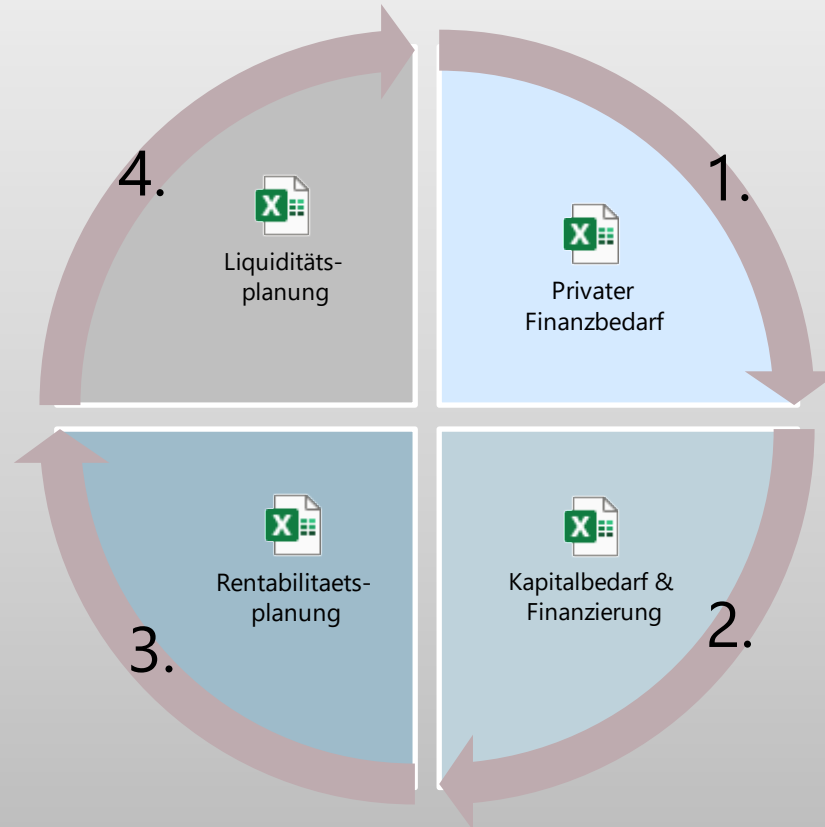 1.
Privater
Finanzbedarf
2.
Kapitalbedarf &
Finanzierung
3.
Rentabilitaets-
planung
4.
Liquiditäts-
planung